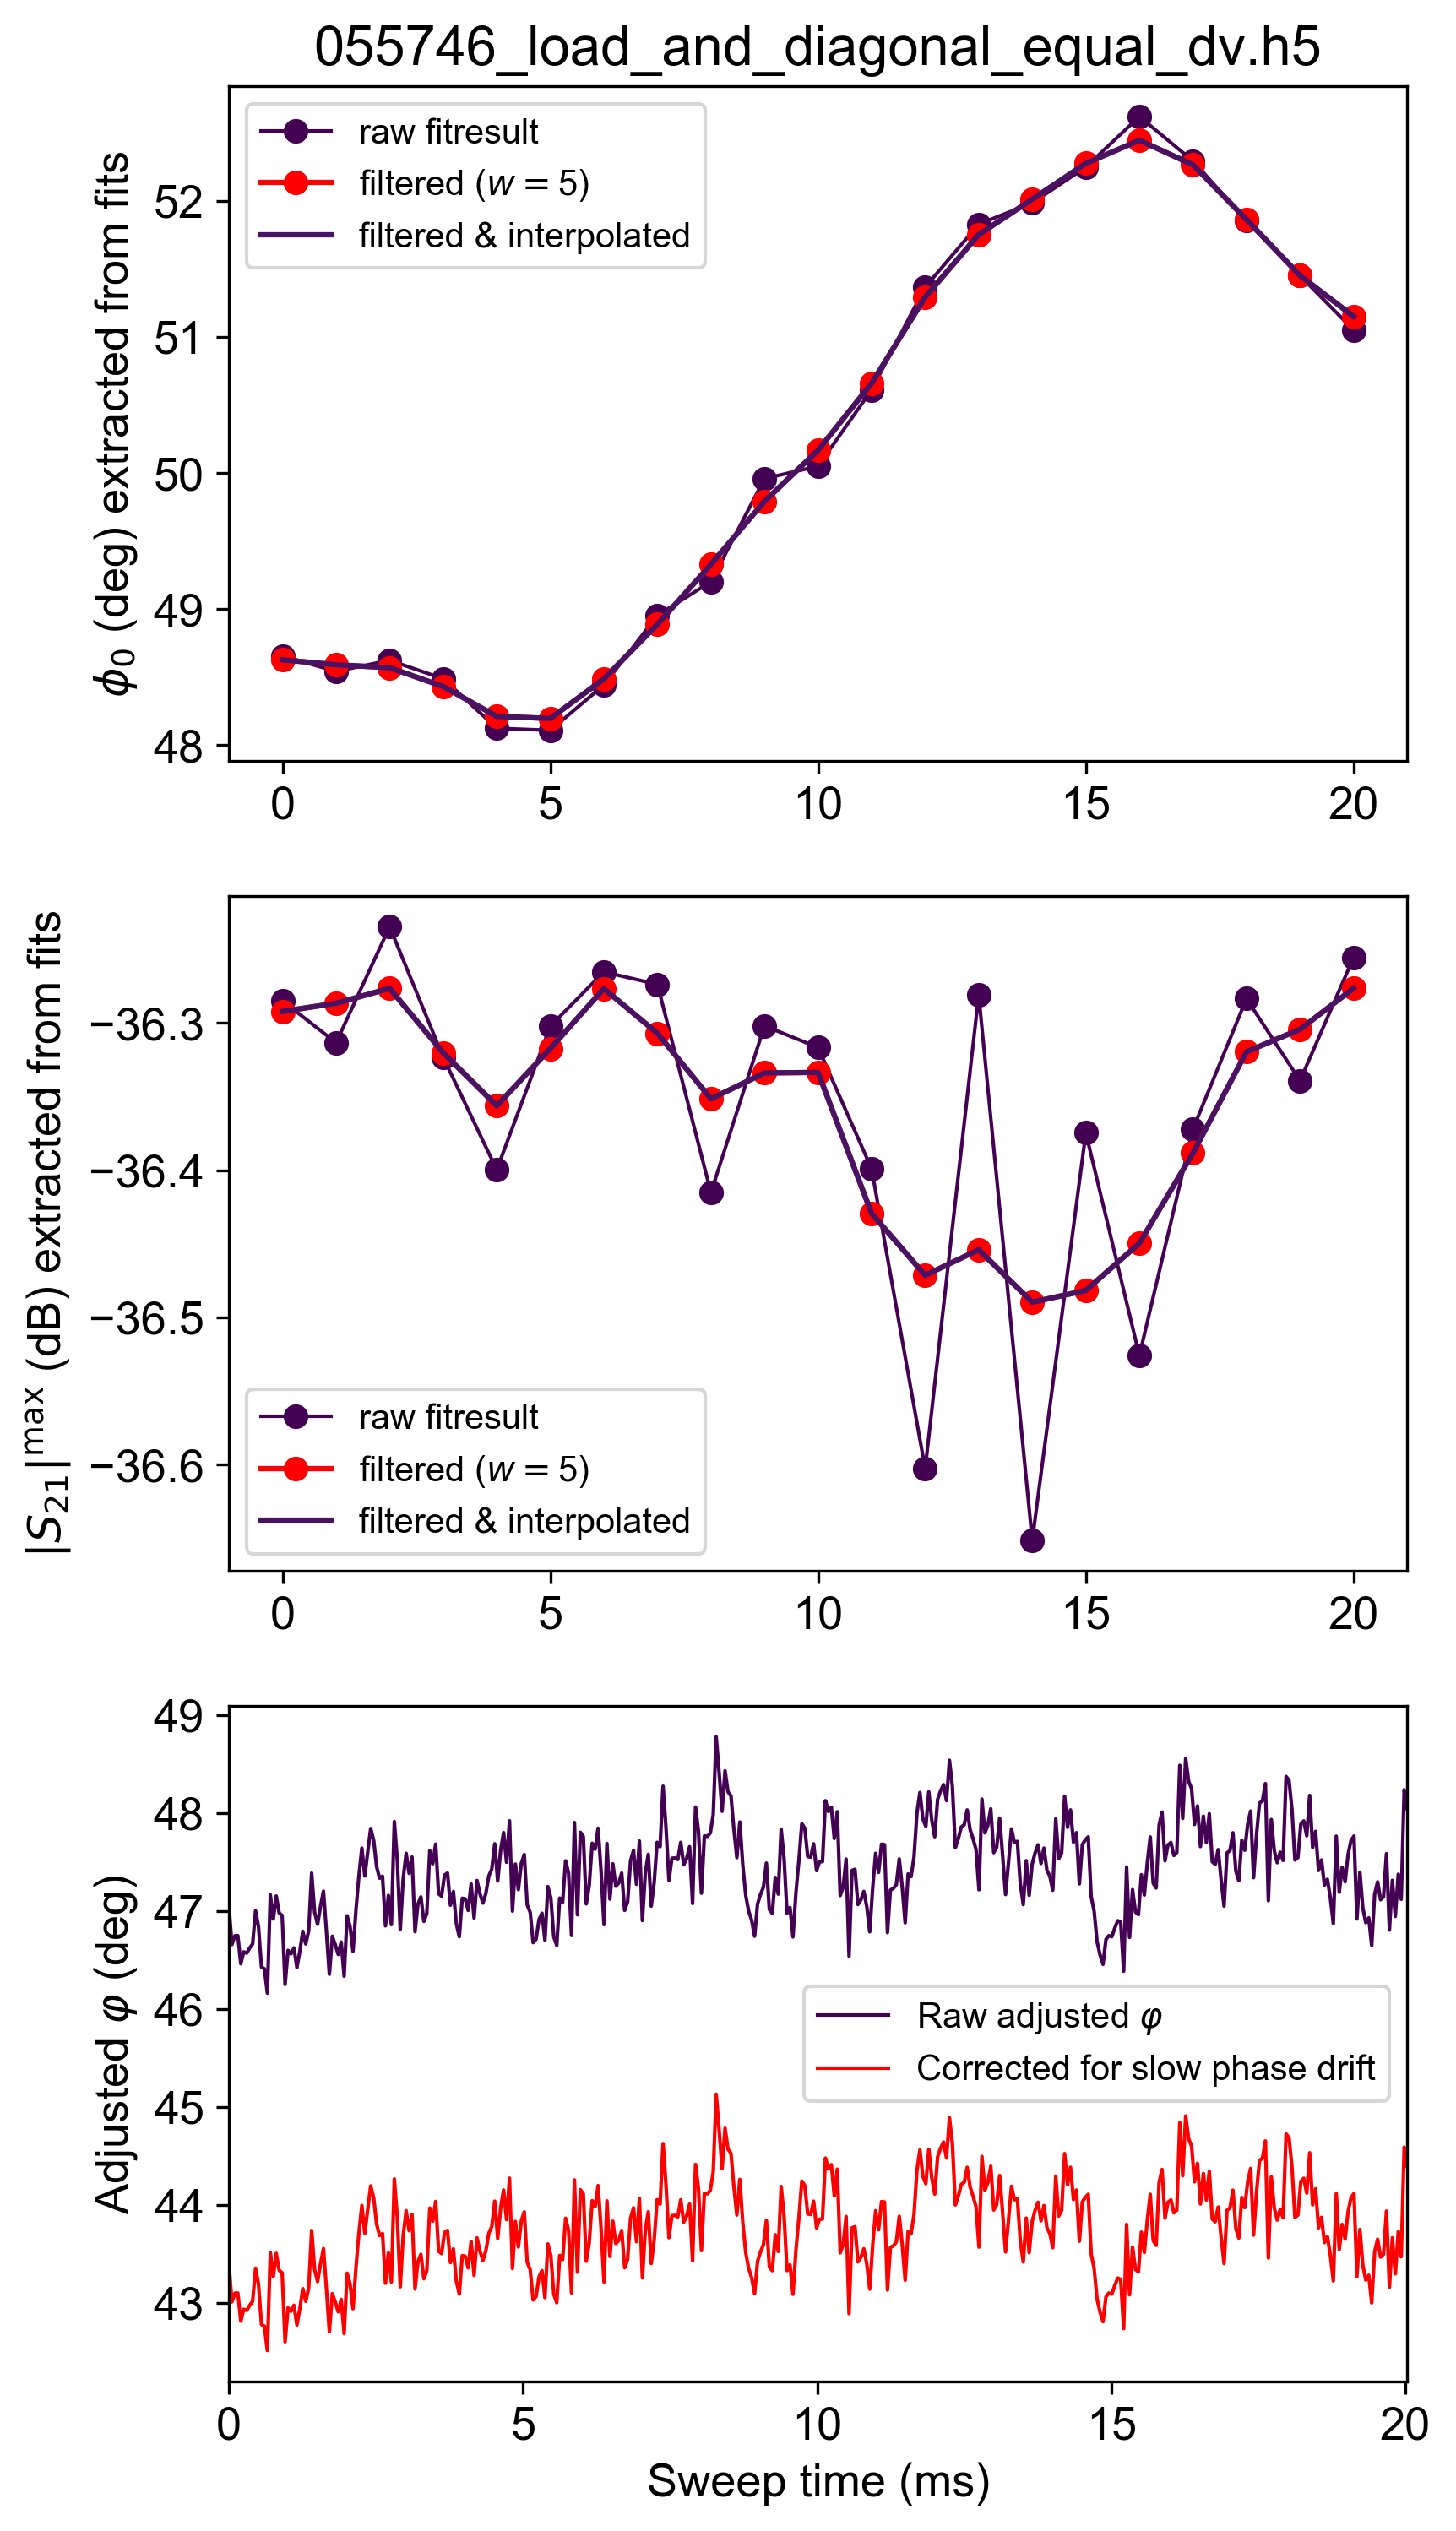 055746_load_and_diagonal_equal_dv.h5
ϕ₀ (deg) extracted from fits
52
51
50
49
48
raw fitresult
filtered (w = 5)
filtered & interpolated
0 5 10 15 20
|S₂₁|ᵐᵃˣ (dB) extracted from fits
−36.3
−36.4
−36.5
−36.6
raw fitresult
filtered (w = 5)
filtered & interpolated
0 5 10 15 20
Adjusted φ (deg)
49
48
47
46
45
44
43
Raw adjusted φ
Corrected for slow phase drift
0 5 10 15 20
Sweep time (ms)